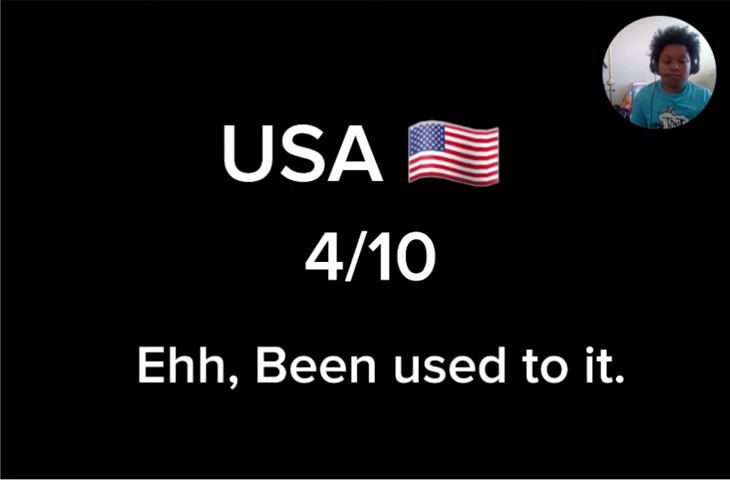 USA 🇺🇸
4/10
Ehh, Been used to it.